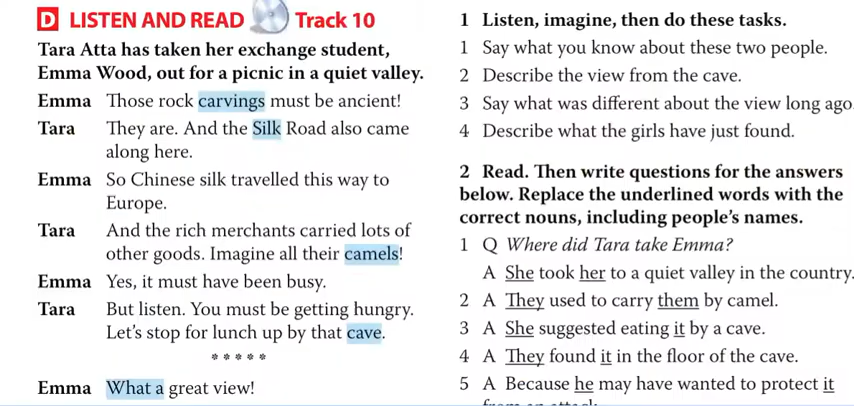 D LISTEN AND READ Track 10
Tara Atta has taken her exchange student,
Emma Wood, out for a picnic in a quiet valley.
Emma Those rock carvings must be ancient!
Tara They are. And the Silk Road also came
along here.
Emma So Chinese silk travelled this way to
Europe.
Tara And the rich merchants carried lots of
other goods. Imagine all their camels!
Emma Yes, it must have been busy.
Tara But listen. You must be getting hungry.
Let's stop for lunch up by that cave.
* * * * *
Emma What a great view!
1 Listen, imagine, then do these tasks.
1 Say what you know about these two people.
2 Describe the view from the cave.
3 Say what was different about the view long ago
4 Describe what the girls have just found.
2 Read. Then write questions for the answers
below. Replace the underlined words with the
correct nouns, including people's names.
1 Q Where did Tara take Emma?
A She took her to a quiet valley in the country.
2 A They used to carry them by camel.
3 A She suggested eating it by a cave.
4 A They found it in the floor of the cave.
5 A Because he may have wanted to protect it